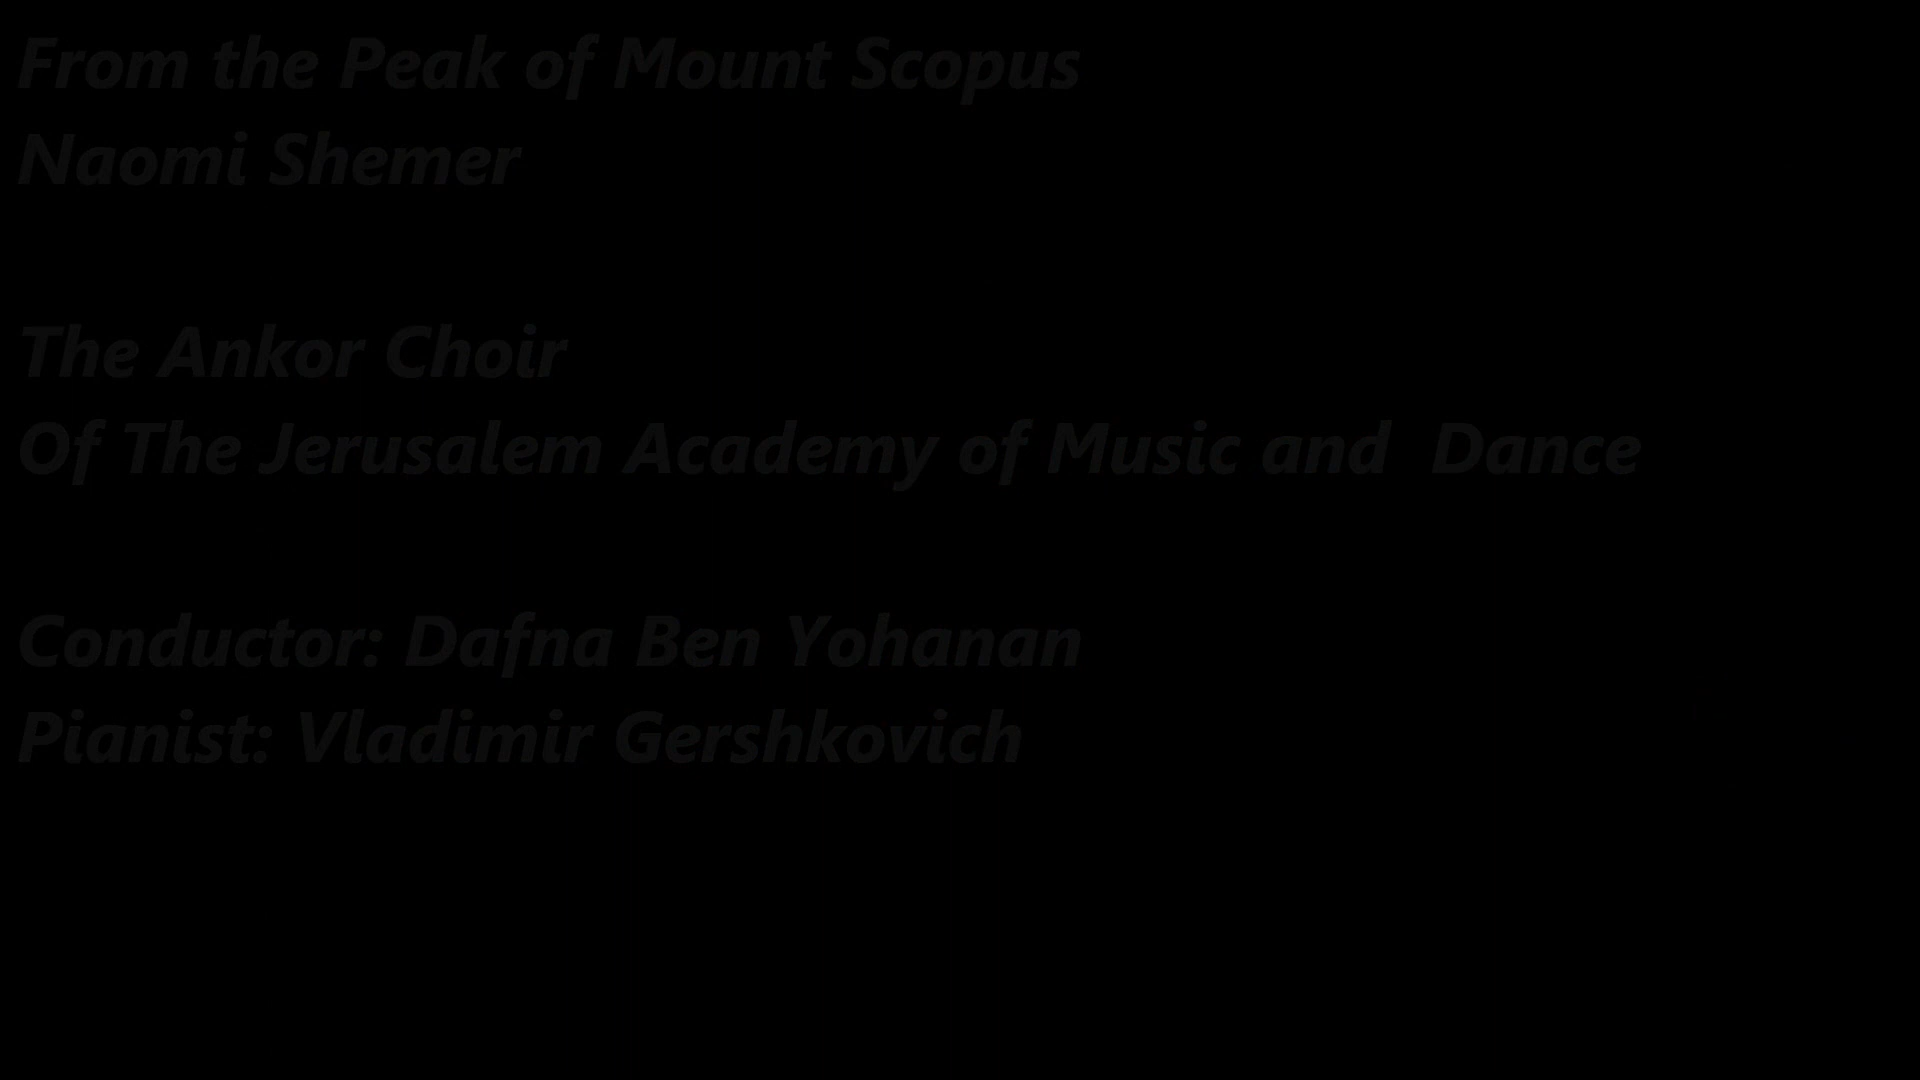 From the Peak of Mount Scopus
Naomi Shemer
The Ankor Choir
Of The Jerusalem Academy of Music and  Dance
Conductor: Dafna Ben Yohanan
Pianist: Vladimir Gershkovich